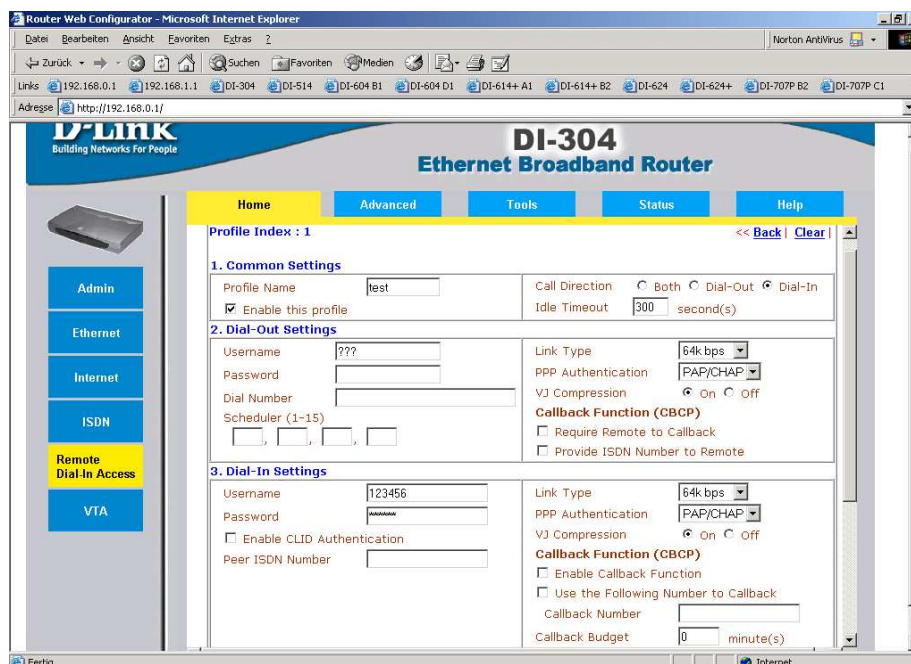 Router Web Configurator - Microsoft Internet Explorer
Datei Bearbeiten Ansicht Favoriten Extras ?
Norton AntiVirus
Zurück Suchen Favoriten Medien
Links 192.168.0.1 192.168.1.1 DI-304 DI-514 DI-604 B1 DI-604 D1 DI-614+ A1 DI-614+ B2 DI-624 DI-624+ DI-707P B2 DI-707P C1
Adresse http://192.168.0.1/
D-Link
Building Networks For People
DI-304
Ethernet Broadband Router
Home Advanced Tools Status Help
Admin
Ethernet
Internet
ISDN
Remote
Dial-In Access
VTA
Profile Index : 1
<< Back | Clear |
1. Common Settings
Profile Name test
Enable this profile
Call Direction Both Dial-Out Dial-In
Idle Timeout 300 second(s)
2. Dial-Out Settings
Username ???
Password
Dial Number
Scheduler (1-15)
, , ,
Link Type 64k bps
PPP Authentication PAP/CHAP
VJ Compression On Off
Callback Function (CBCP)
Require Remote to Callback
Provide ISDN Number to Remote
3. Dial-In Settings
Username 123456
Password ******
Enable CLID Authentication
Peer ISDN Number
Link Type 64k bps
PPP Authentication PAP/CHAP
VJ Compression On Off
Callback Function (CBCP)
Enable Callback Function
Use the Following Number to Callback
Callback Number
Callback Budget 0 minute(s)
Fertig
Internet